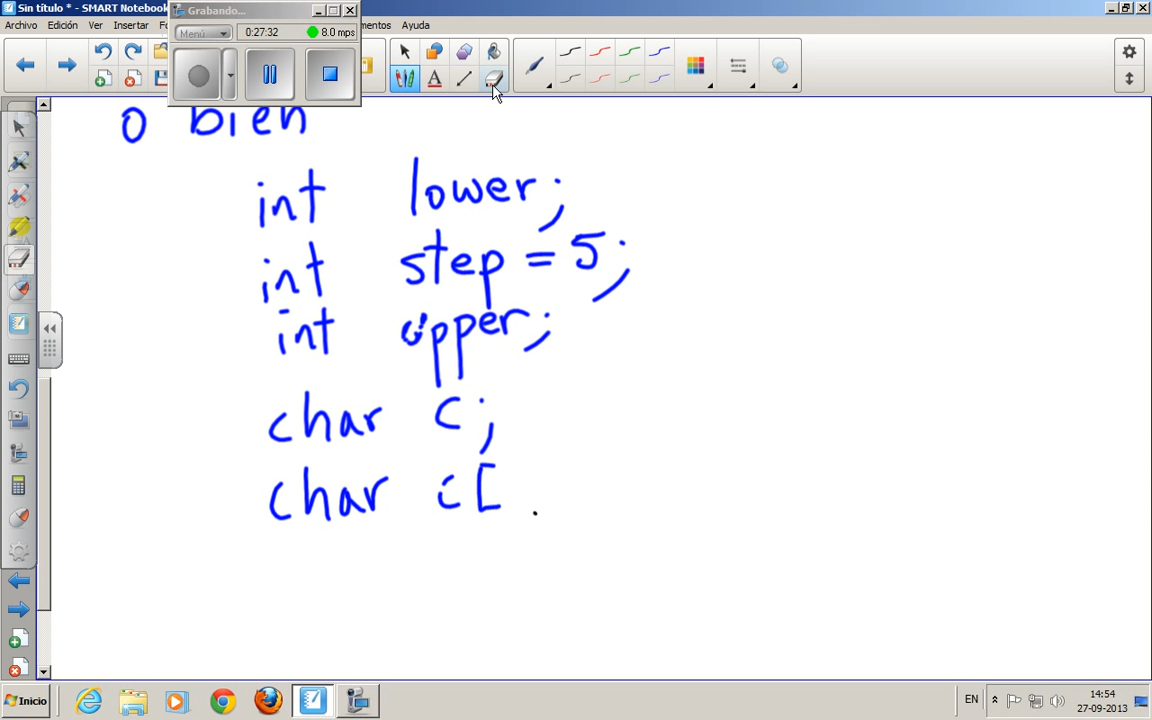 Sin título * - SMART Notebook
Grabando...
Archivo Edición Ver Insertar Ayuda
Menú 0:27:32 8.0 mps
o bien
int lower;
int step = 5;
int upper;
char c;
char c[
Inicio
EN
14:54
27-09-2013